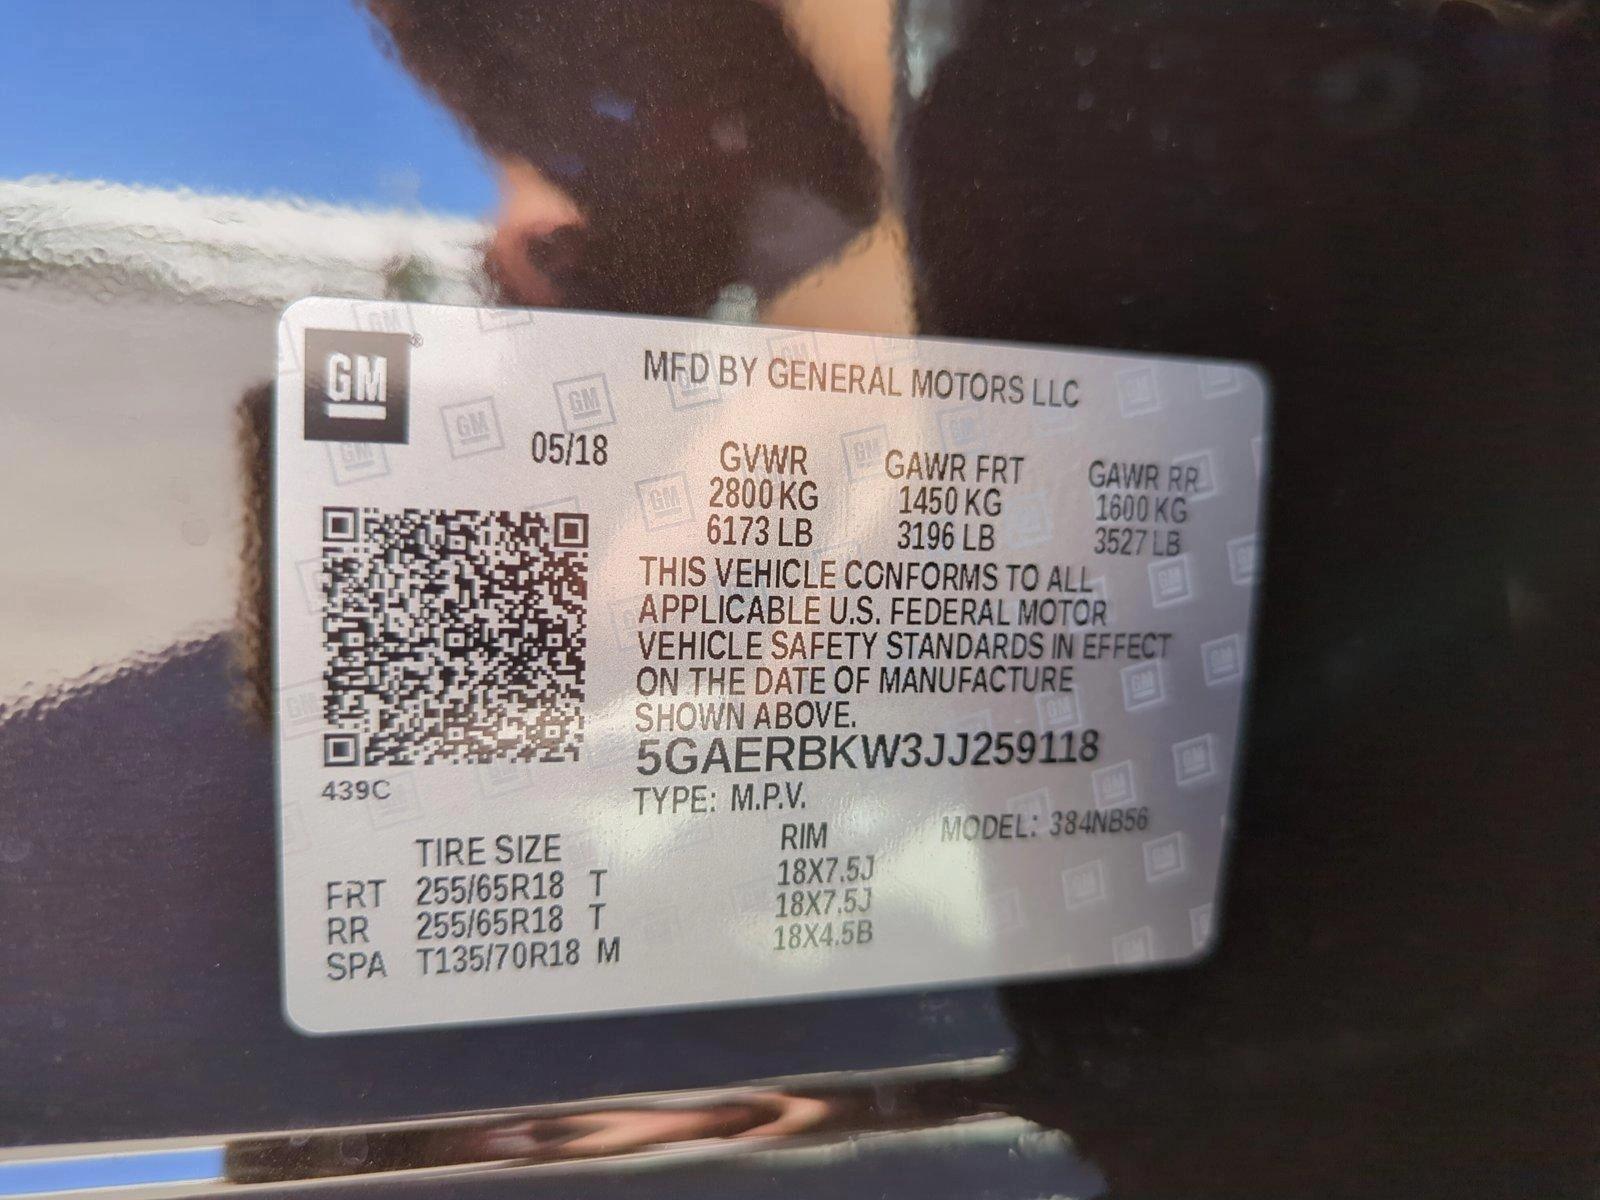 GM
MFD BY GENERAL MOTORS LLC
05/18
GVWR GAWR FRT GAWR RR
2800 KG 1450 KG 1600 KG
6173 LB 3196 LB 3527 LB
THIS VEHICLE CONFORMS TO ALL
APPLICABLE U.S. FEDERAL MOTOR
VEHICLE SAFETY STANDARDS IN EFFECT
ON THE DATE OF MANUFACTURE
SHOWN ABOVE.
5GAERBKW3JJ259118
439C
TYPE: M.P.V.
MODEL: 384NB56
TIRE SIZE RIM
FRT 255/65R18 T 18X7.5J
RR 255/65R18 T 18X7.5J
SPA T135/70R18 M 18X4.5B